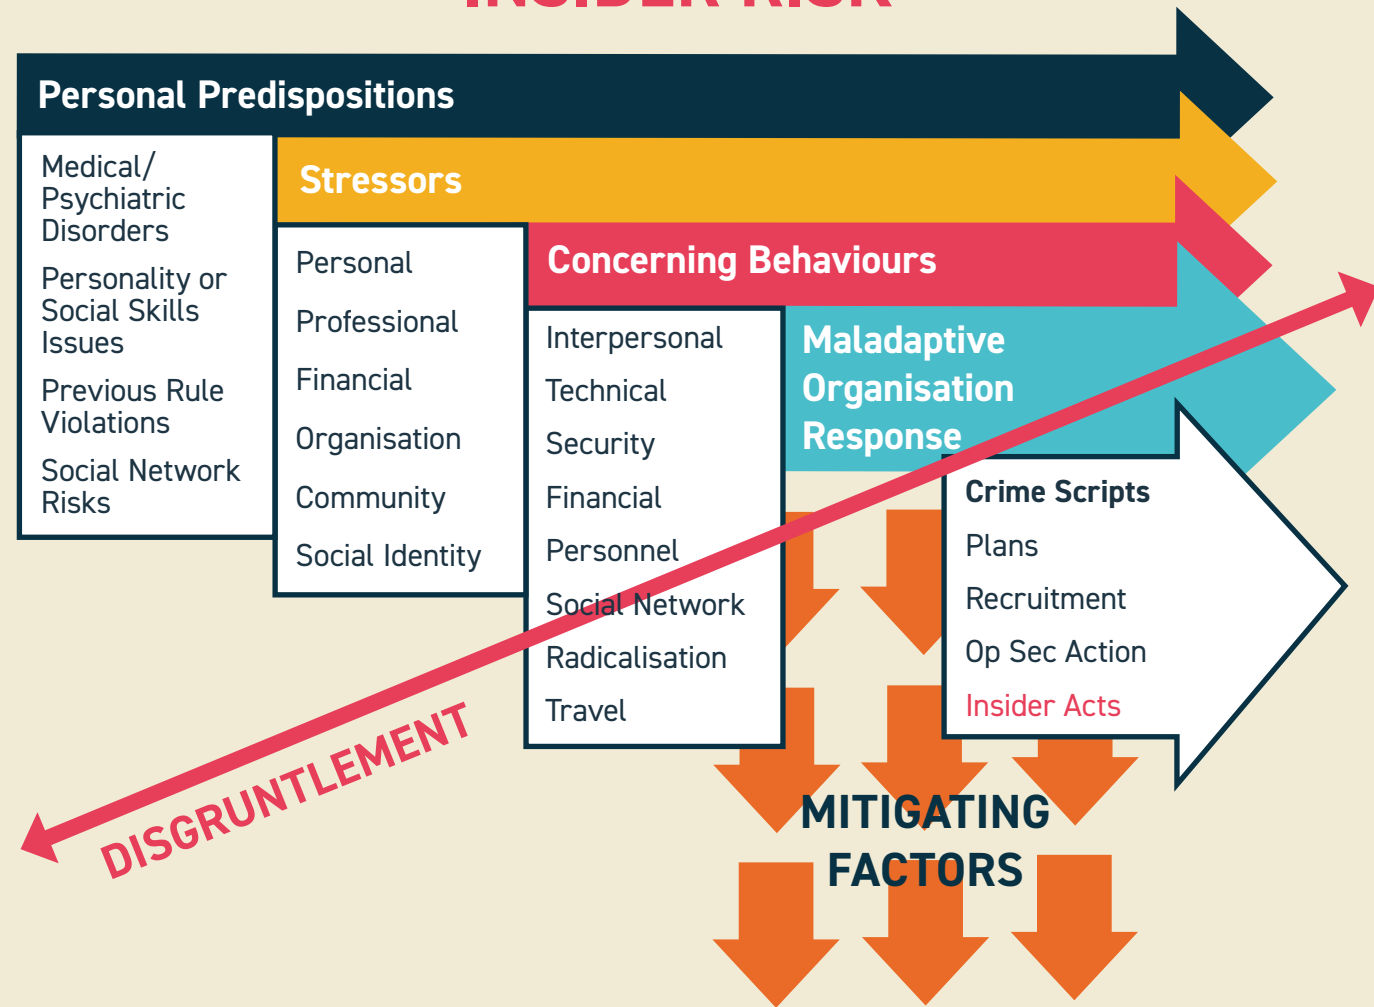 INSIDER RISK
Personal Predispositions
Medical/
Psychiatric
Disorders
Personality or
Social Skills
Issues
Previous Rule
Violations
Social Network
Risks
Stressors
Personal
Professional
Financial
Organisation
Community
Social Identity
Concerning Behaviours
Interpersonal
Technical
Security
Financial
Personnel
Social Network
Radicalisation
Travel
Maladaptive
Organisation
Response
Crime Scripts
Plans
Recruitment
Op Sec Action
Insider Acts
DISGRUNTLEMENT
MITIGATING
FACTORS